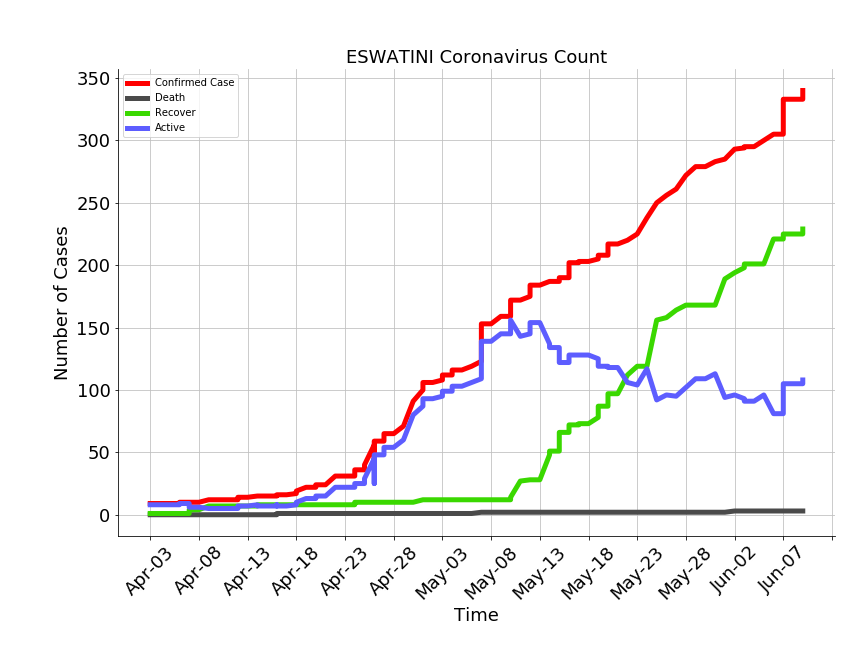 ESWATINI Coronavirus Count
Confirmed Case
Death
Recover
Active
Number of Cases
350
300
250
200
150
100
50
0
Apr-03
Apr-08
Apr-13
Apr-18
Apr-23
Apr-28
May-03
May-08
May-13
May-18
May-23
May-28
Jun-02
Jun-07
Time